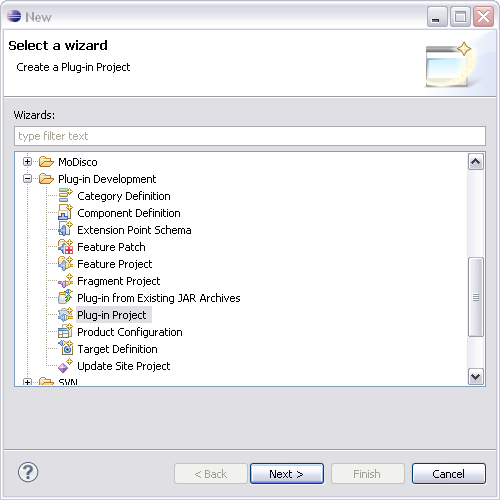 New
Select a wizard
Create a Plug-in Project
Wizards:
type filter text
MoDisco
Plug-in Development
Category Definition
Component Definition
Extension Point Schema
Feature Patch
Feature Project
Fragment Project
Plug-in from Existing JAR Archives
Plug-in Project
Product Configuration
Target Definition
Update Site Project
SVN
< Back Next > Finish Cancel